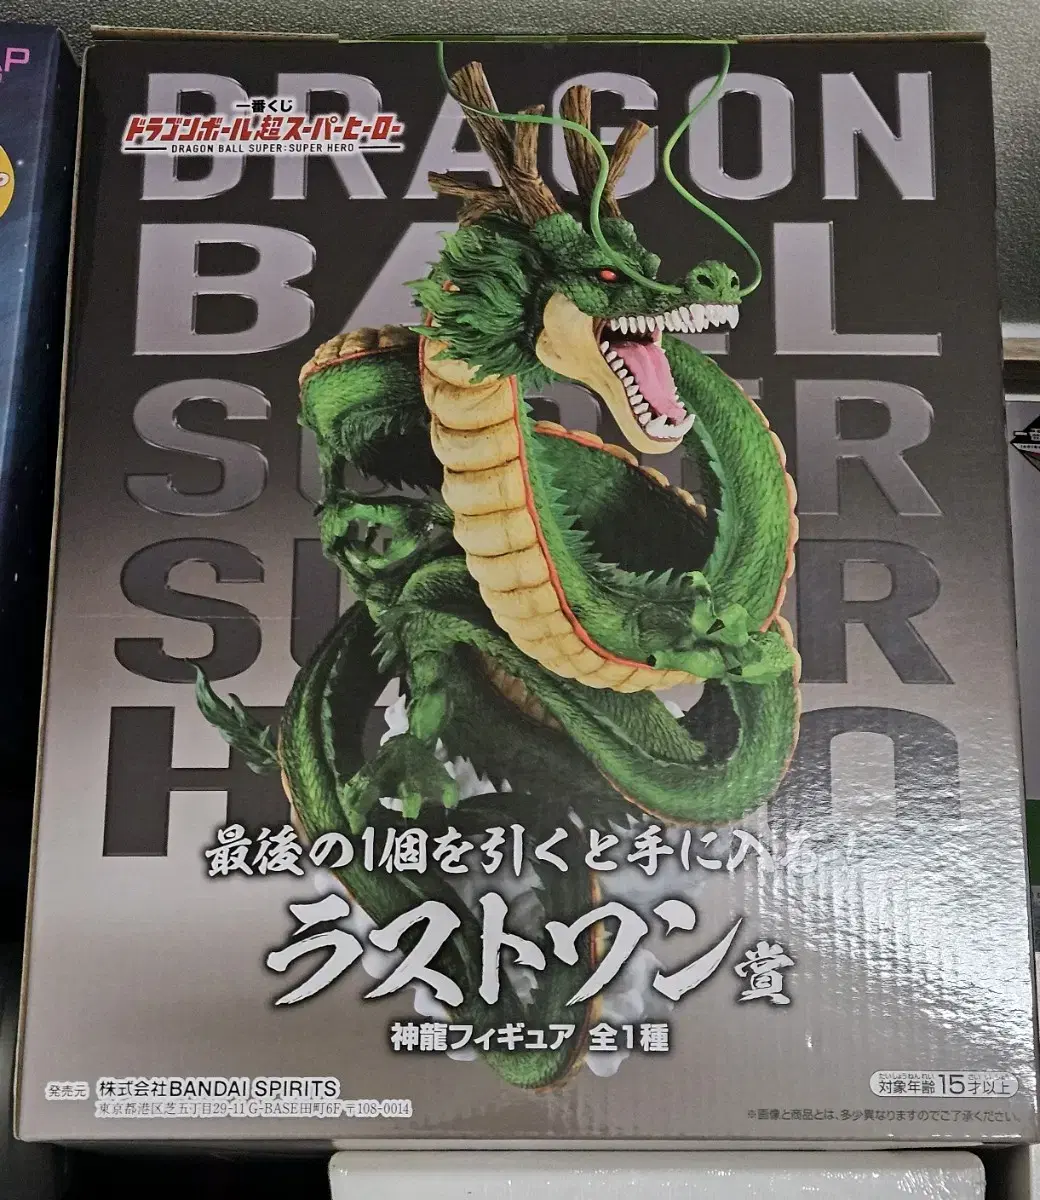 DRAGON
一番くじ
ドラゴンボール超スーパーヒーロー
DRAGON BALL SUPER:SUPER HERO
BALL
SUPER
SUPER
HERO
最後の1個を引くと手に入る
ラストワン賞
神龍フィギュア 全1種
発売元 株式会社BANDAI SPIRITS
東京都港区芝五丁目29-11 G-BASE田町6F 〒108-0014
対象年齢15才以上
※画像と商品とは、多少異なりますのでご了承ください。
AP